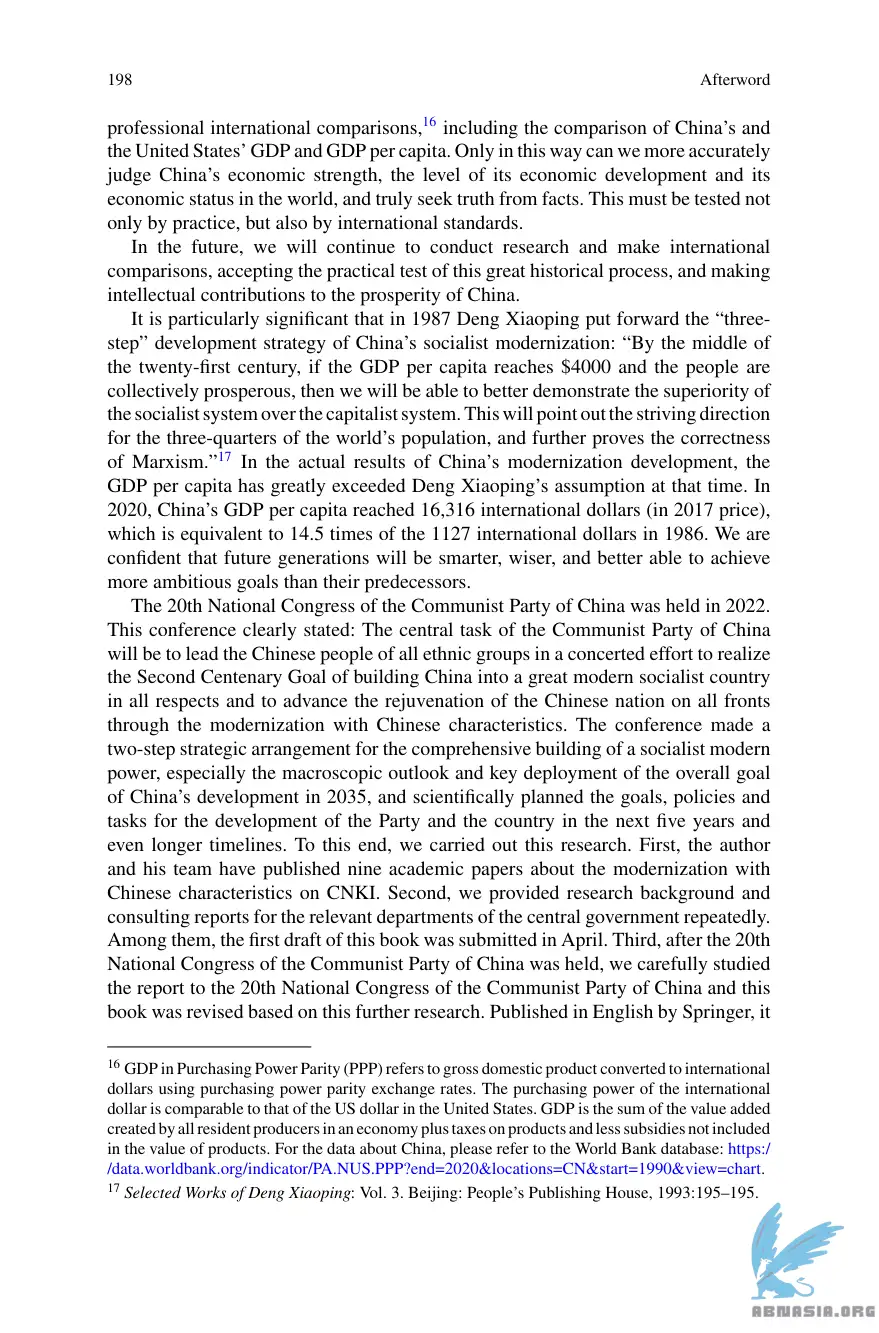 198 Afterword
professional international comparisons,16 including the comparison of China’s and
the United States’ GDP and GDP per capita. Only in this way can we more accurately
judge China’s economic strength, the level of its economic development and its
economic status in the world, and truly seek truth from facts. This must be tested not
only by practice, but also by international standards.
In the future, we will continue to conduct research and make international
comparisons, accepting the practical test of this great historical process, and making
intellectual contributions to the prosperity of China.
It is particularly significant that in 1987 Deng Xiaoping put forward the “three-
step” development strategy of China’s socialist modernization: “By the middle of
the twenty-first century, if the GDP per capita reaches $4000 and the people are
collectively prosperous, then we will be able to better demonstrate the superiority of
the socialist system over the capitalist system. This will point out the striving direction
for the three-quarters of the world’s population, and further proves the correctness
of Marxism.”17 In the actual results of China’s modernization development, the
GDP per capita has greatly exceeded Deng Xiaoping’s assumption at that time. In
2020, China’s GDP per capita reached 16,316 international dollars (in 2017 price),
which is equivalent to 14.5 times of the 1127 international dollars in 1986. We are
confident that future generations will be smarter, wiser, and better able to achieve
more ambitious goals than their predecessors.
The 20th National Congress of the Communist Party of China was held in 2022.
This conference clearly stated: The central task of the Communist Party of China
will be to lead the Chinese people of all ethnic groups in a concerted effort to realize
the Second Centenary Goal of building China into a great modern socialist country
in all respects and to advance the rejuvenation of the Chinese nation on all fronts
through the modernization with Chinese characteristics. The conference made a
two-step strategic arrangement for the comprehensive building of a socialist modern
power, especially the macroscopic outlook and key deployment of the overall goal
of China’s development in 2035, and scientifically planned the goals, policies and
tasks for the development of the Party and the country in the next five years and
even longer timelines. To this end, we carried out this research. First, the author
and his team have published nine academic papers about the modernization with
Chinese characteristics on CNKI. Second, we provided research background and
consulting reports for the relevant departments of the central government repeatedly.
Among them, the first draft of this book was submitted in April. Third, after the 20th
National Congress of the Communist Party of China was held, we carefully studied
the report to the 20th National Congress of the Communist Party of China and this
book was revised based on this further research. Published in English by Springer, it
16 GDP in Purchasing Power Parity (PPP) refers to gross domestic product converted to international
dollars using purchasing power parity exchange rates. The purchasing power of the international
dollar is comparable to that of the US dollar in the United States. GDP is the sum of the value added
created by all resident producers in an economy plus taxes on products and less subsidies not included
in the value of products. For the data about China, please refer to the World Bank database: https:/
/data.worldbank.org/indicator/PA.NUS.PPP?end=2020&locations=CN&start=1990&view=chart.
17 Selected Works of Deng Xiaoping: Vol. 3. Beijing: People’s Publishing House, 1993:195–195.
ABNASIA.ORG